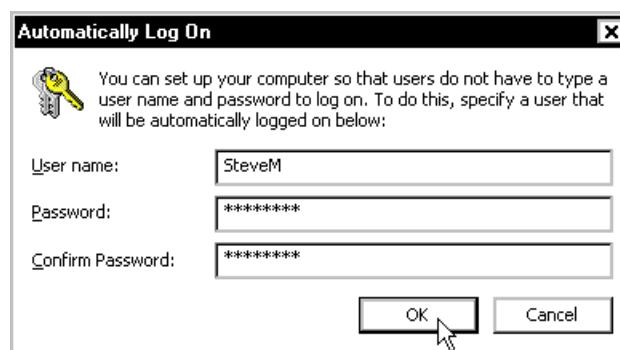 Automatically Log On
You can set up your computer so that users do not have to type a
user name and password to log on. To do this, specify a user that
will be automatically logged on below:
User name:
SteveM
Password:
********
Confirm Password:
********
OK
Cancel